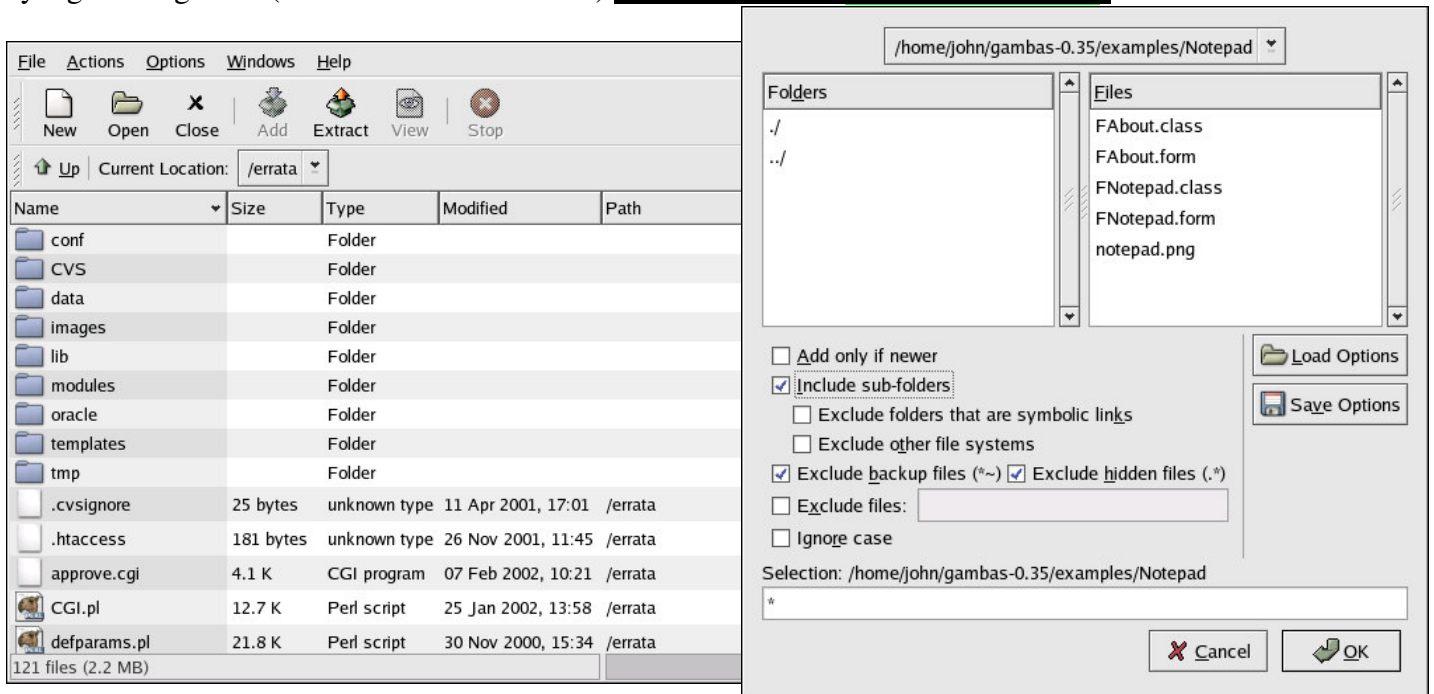 File Actions Options Windows Help
New Open Close Add Extract View Stop
Up Current Location: /errata
Name Size Type Modified Path
conf Folder
CVS Folder
data Folder
images Folder
lib Folder
modules Folder
oracle Folder
templates Folder
tmp Folder
.cvsignore 25 bytes unknown type 11 Apr 2001, 17:01 /errata
.htaccess 181 bytes unknown type 26 Nov 2001, 11:45 /errata
approve.cgi 4.1 K CGI program 07 Feb 2002, 10:21 /errata
CGI.pl 12.7 K Perl script 25 Jan 2002, 13:58 /errata
defparams.pl 21.8 K Perl script 30 Nov 2000, 15:34 /errata
121 files (2.2 MB)
/home/john/gambas-0.35/examples/Notepad
Folders
./
../
Files
FAbout.class
FAbout.form
FNotepad.class
FNotepad.form
notepad.png
Add only if newer
Include sub-folders
Exclude folders that are symbolic links
Exclude other file systems
Exclude backup files (*~) Exclude hidden files (.*)
Exclude files:
Ignore case
Load Options
Save Options
Selection: /home/john/gambas-0.35/examples/Notepad
*
Cancel OK